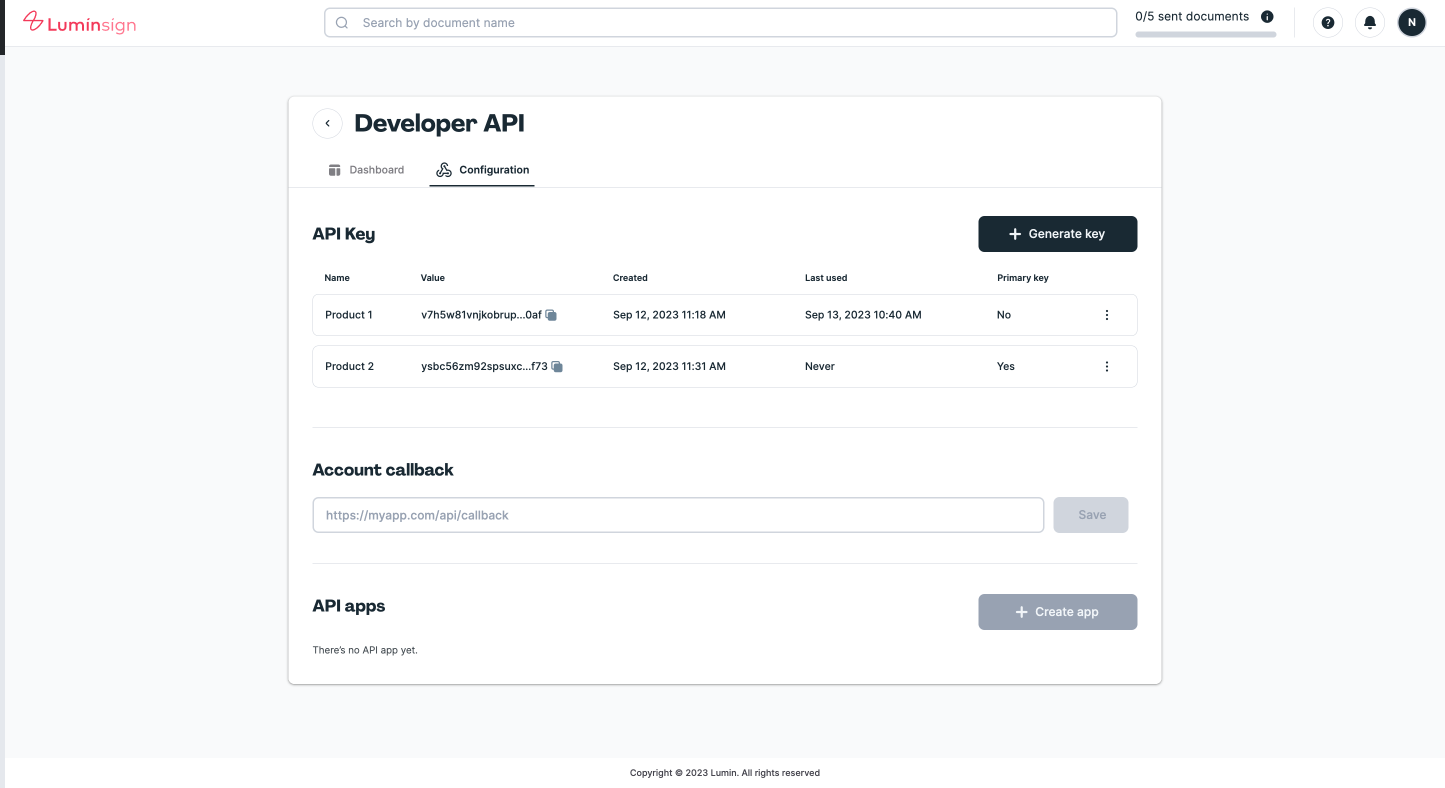 Luminsign
Search by document name
0/5 sent documents
N
Developer API
Dashboard
Configuration
API Key
Generate key
Name Value Created Last used Primary key
Product 1 v7h5w81vnjkobrup...0af Sep 12, 2023 11:18 AM Sep 13, 2023 10:40 AM No
Product 2 ysbc56zm92spsuxc...f73 Sep 12, 2023 11:31 AM Never Yes
Account callback
https://myapp.com/api/callback
Save
API apps
Create app
There's no API app yet.
Copyright © 2023 Lumin. All rights reserved